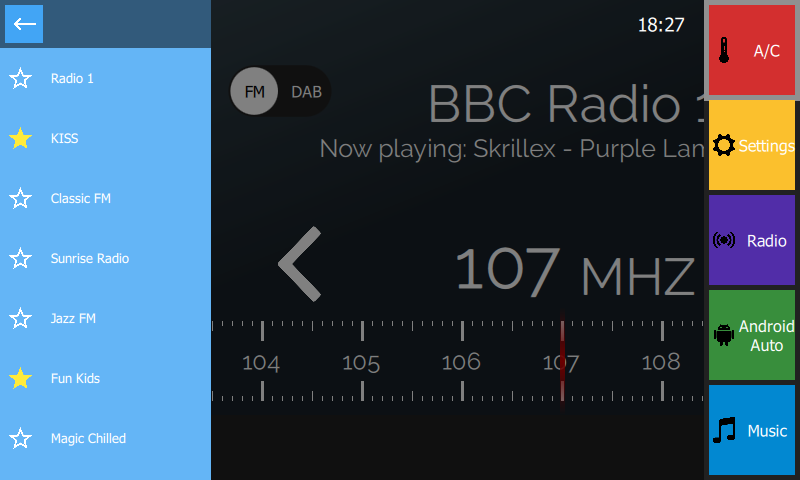 18:27
Radio 1
KISS
Classic FM
Sunrise Radio
Jazz FM
Fun Kids
Magic Chilled
FM DAB
BBC Radio 1
Now playing: Skrillex - Purple Lam
107 MHZ
104 105 106 107 108
A/C
Settings
Radio
Android
Auto
Music